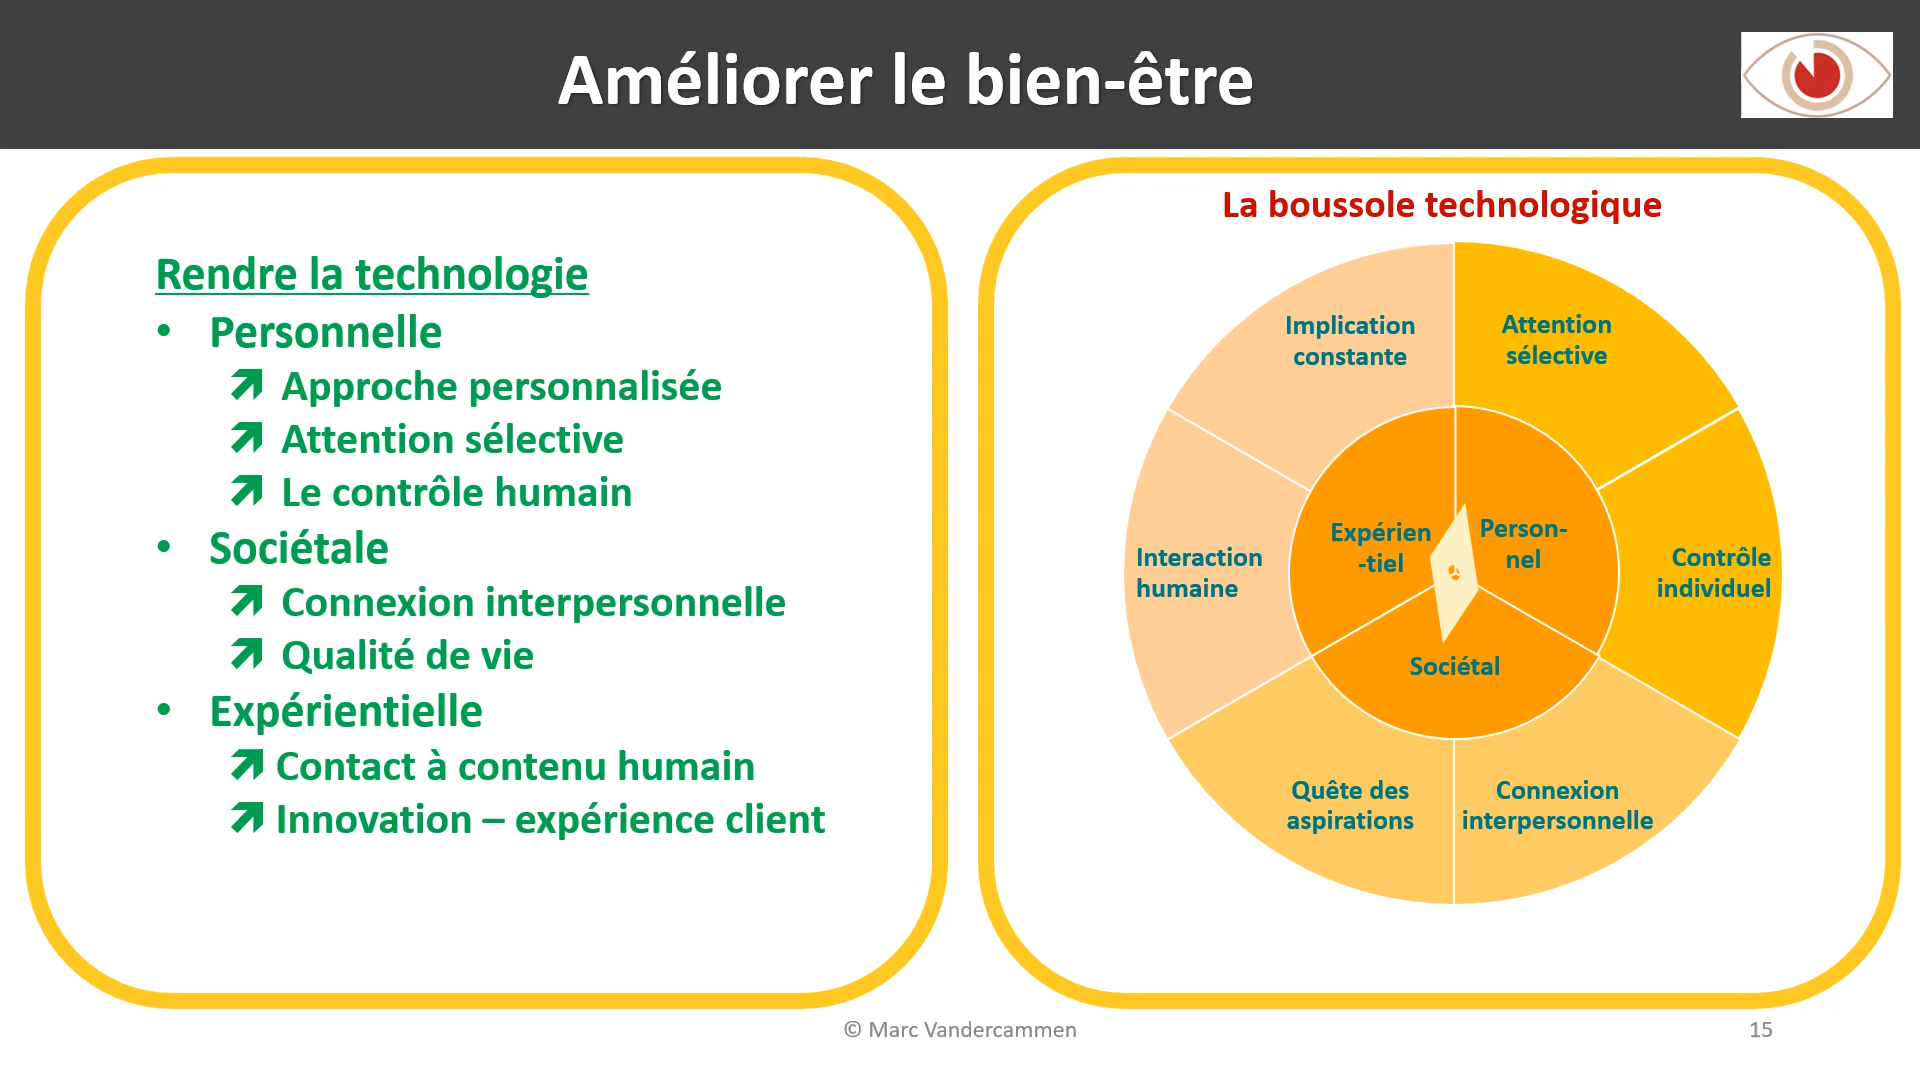 Améliorer le bien-être
Rendre la technologie
• Personnelle
Approche personnalisée
Attention sélective
Le contrôle humain
• Sociétale
Connexion interpersonnelle
Qualité de vie
• Expérientielle
Contact à contenu humain
Innovation – expérience client
La boussole technologique
Implication
constante
Attention
sélective
Interaction
humaine
Expérien
-tiel
Person-
nel
Contrôle
individuel
Sociétal
Quête des
aspirations
Connexion
interpersonnelle
© Marc Vandercammen
15